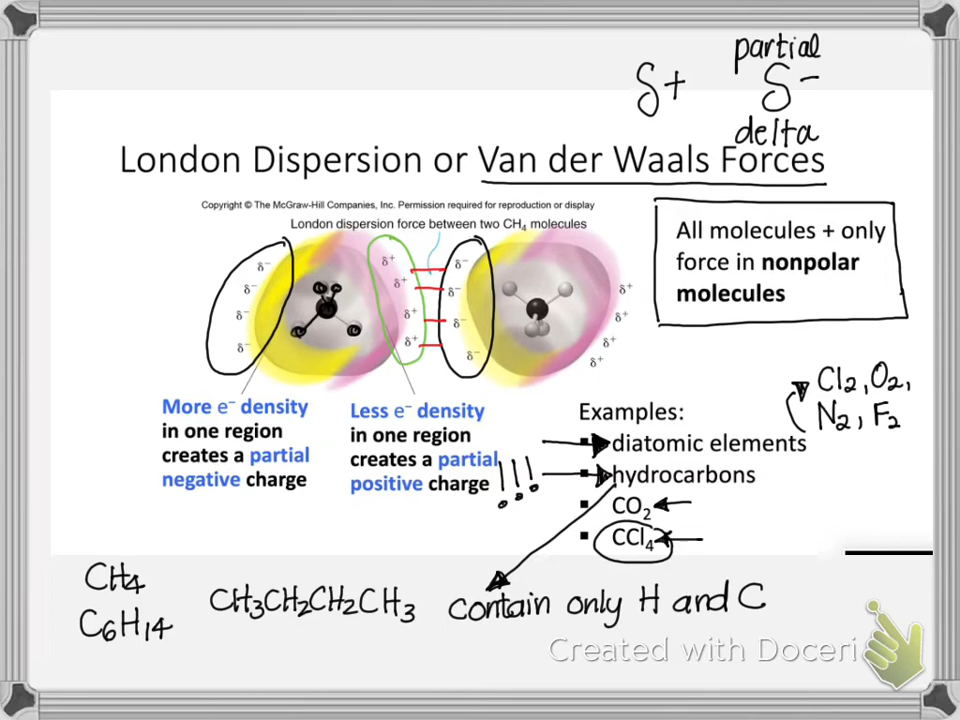 partial
δ+ δ−
delta
London Dispersion or Van der Waals Forces
Copyright © The McGraw-Hill Companies, Inc. Permission required for reproduction or display
London dispersion force between two CH₄ molecules
All molecules + only
force in nonpolar
molecules
δ− δ+ δ−
δ− δ+ δ− δ+
δ− δ+ δ− δ+
δ− δ+ δ− δ+
δ+
More e⁻ density
in one region
creates a partial
negative charge
Less e⁻ density
in one region
creates a partial
positive charge
!!!
Examples:
▪ diatomic elements
▪ hydrocarbons
▪ CO₂
▪ CCl₄
Cl₂, O₂,
N₂, F₂
CH₄
C₆H₁₄
CH₃CH₂CH₂CH₃
contain only H and C
Created with Doceri